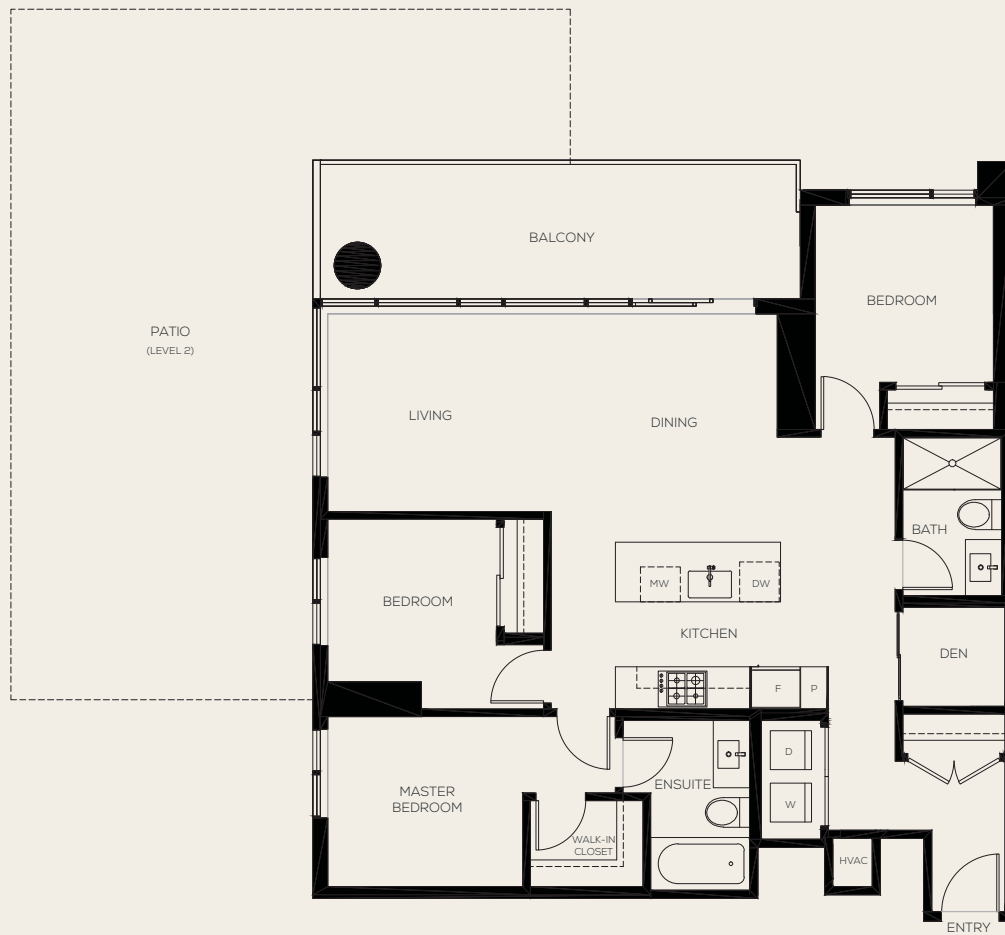 BALCONY
BEDROOM
PATIO
(LEVEL 2)
LIVING
DINING
BATH
MW
DW
BEDROOM
KITCHEN
DEN
F
P
D
ENSUITE
MASTER
BEDROOM
W
WALK-IN
CLOSET
HVAC
ENTRY